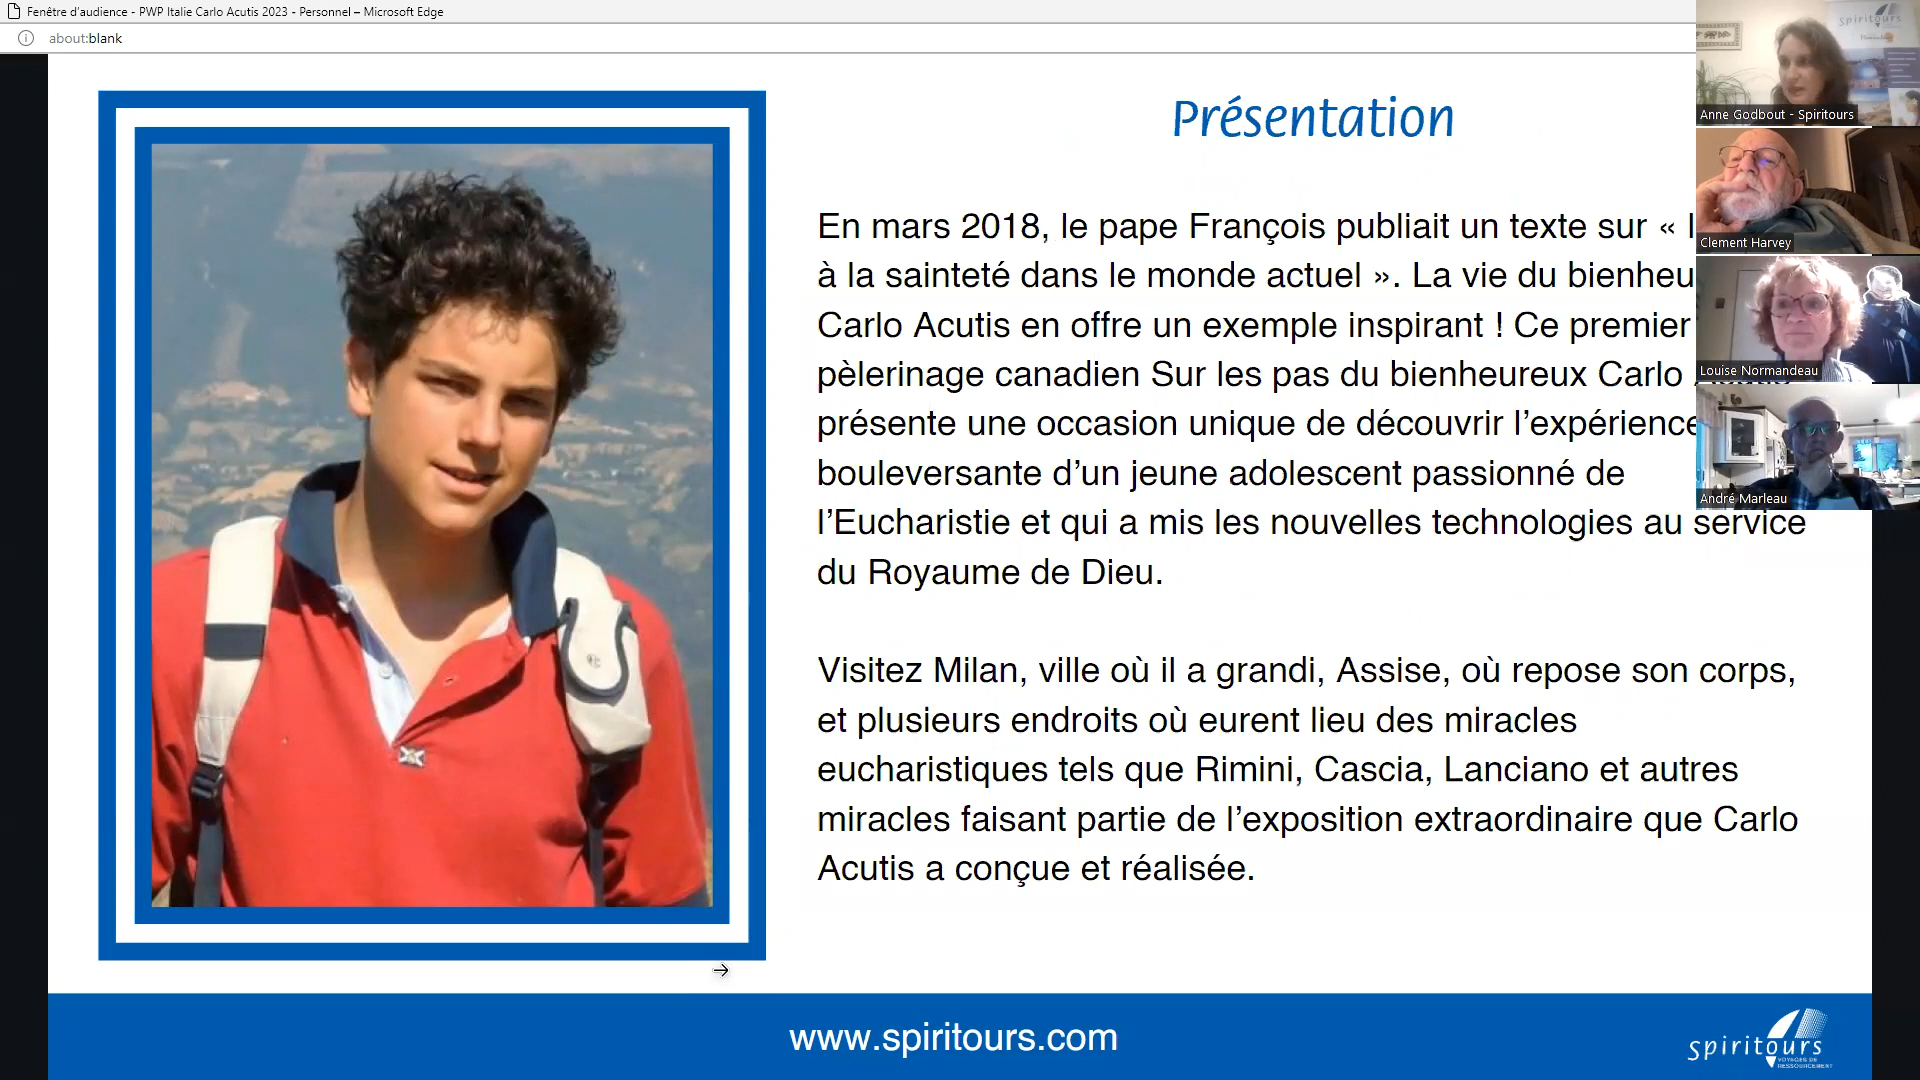 Fenêtre d'audience - PWP Italie Carlo Acutis 2023 - Personnel – Microsoft Edge
about:blank
Présentation
En mars 2018, le pape François publiait un texte sur «
à la sainteté dans le monde actuel ». La vie du bienheu
Carlo Acutis en offre un exemple inspirant ! Ce premier
pèlerinage canadien Sur les pas du bienheureux Carlo
présente une occasion unique de découvrir l'expérience
bouleversante d'un jeune adolescent passionné de
l'Eucharistie et qui a mis les nouvelles technologies au service
du Royaume de Dieu.
Visitez Milan, ville où il a grandi, Assise, où repose son corps,
et plusieurs endroits où eurent lieu des miracles
eucharistiques tels que Rimini, Cascia, Lanciano et autres
miracles faisant partie de l'exposition extraordinaire que Carlo
Acutis a conçue et réalisée.
spiritours
Anne Godbout - Spiritours
Clement Harvey
Louise Normandeau
André Marleau
www.spiritours.com
spiritours
VOYAGES DE
RESSOURCEMENT